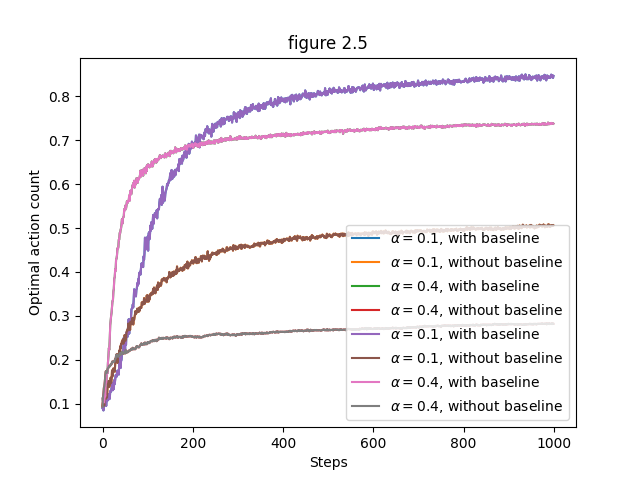 figure 2.5
Optimal action count
0.8
0.7
0.6
0.5
0.4
0.3
0.2
0.1
α = 0.1, with baseline
α = 0.1, without baseline
α = 0.4, with baseline
α = 0.4, without baseline
α = 0.1, with baseline
α = 0.1, without baseline
α = 0.4, with baseline
α = 0.4, without baseline
0 200 400 600 800 1000
Steps